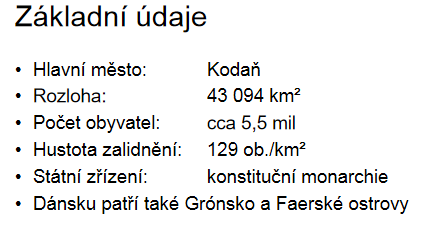 Základní údaje
• Hlavní město: Kodaň
• Rozloha: 43 094 km²
• Počet obyvatel: cca 5,5 mil
• Hustota zalidnění: 129 ob./km²
• Státní zřízení: konstituční monarchie
• Dánsku patří také Grónsko a Faerské ostrovy